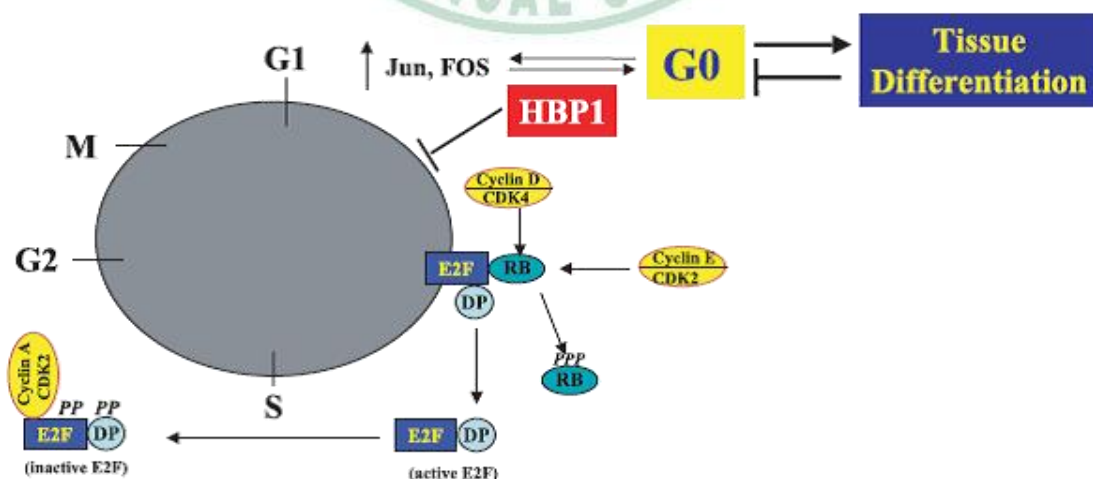 G1
Jun, FOS
G0
Tissue
Differentiation
HBP1
M
Cyclin D
CDK4
G2
E2F
RB
DP
Cyclin E
CDK2
PPP
RB
Cyclin A
CDK2
S
PP PP
E2F
DP
(inactive E2F)
E2F
DP
(active E2F)